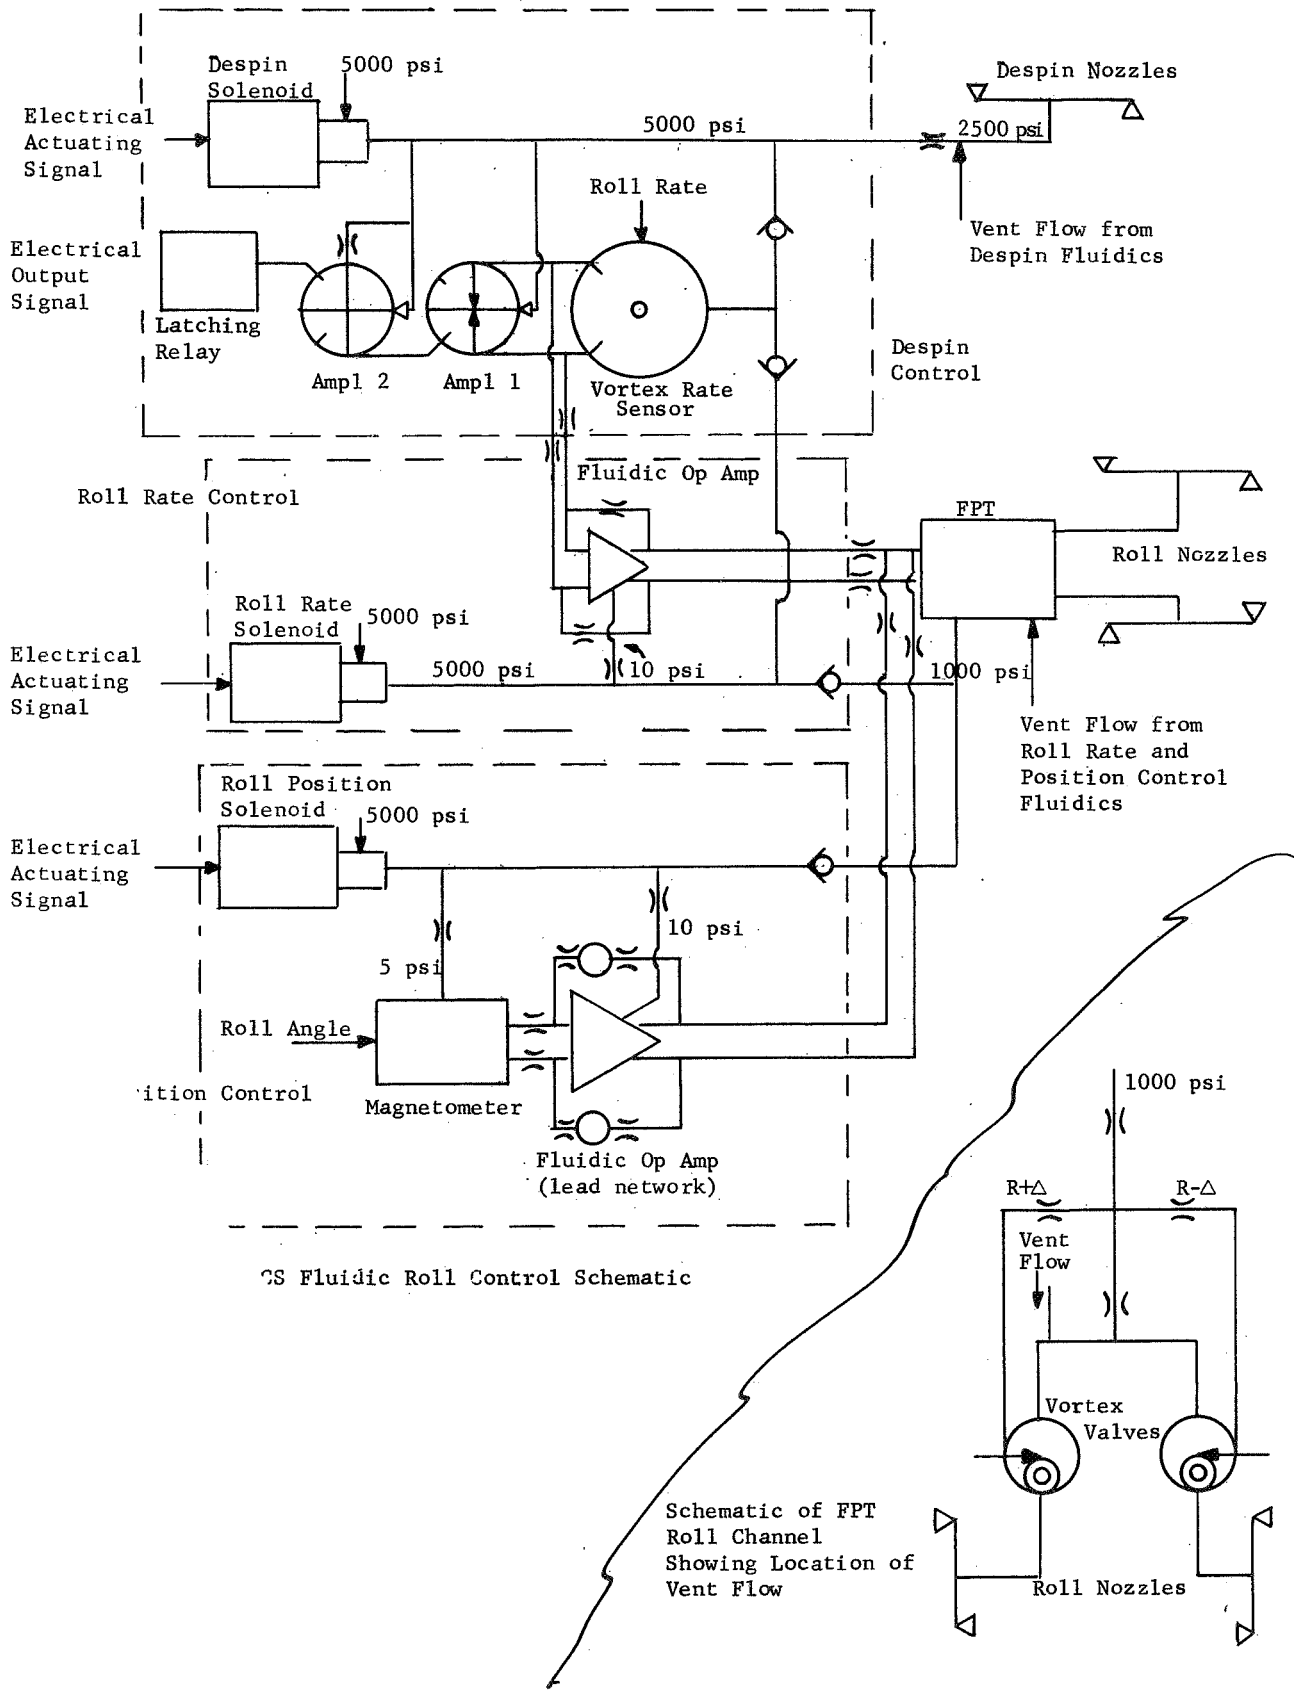 Despin
Solenoid
5000 psi
Electrical
Actuating
Signal
5000 psi
Despin Nozzles
2500 psi
Roll Rate
Vent Flow from
Despin Fluidics
Electrical
Output
Signal
Latching
Relay
Ampl 2
Ampl 1
Vortex Rate
Sensor
Despin
Control
Roll Rate Control
Fluidic Op Amp
FPT
Roll Nozzles
Roll Rate
Solenoid
5000 psi
Electrical
Actuating
Signal
5000 psi
10 psi
1000 psi
Vent Flow from
Roll Rate and
Position Control
Fluidics
Roll Position
Solenoid
5000 psi
Electrical
Actuating
Signal
10 psi
5 psi
Roll Angle
ition Control
Magnetometer
Fluidic Op Amp
(lead network)
CS Fluidic Roll Control Schematic
1000 psi
R+△
R-△
Vent
Flow
Vortex
Valves
Schematic of FPT
Roll Channel
Showing Location of
Vent Flow
Roll Nozzles